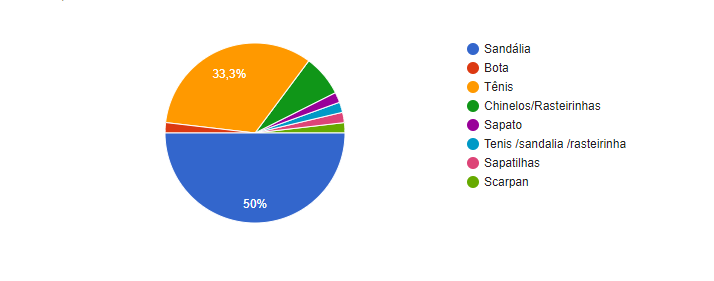 33,3%
50%
Sandália
Bota
Tênis
Chinelos/Rasteirinhas
Sapato
Tenis /sandalia /rasteirinha
Sapatilhas
Scarpan